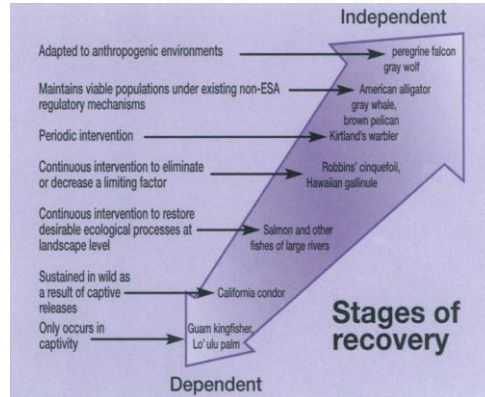 Independent
Adapted to anthropogenic environments
peregrine falcon
gray wolf
Maintains viable populations under existing non-ESA
regulatory mechanisms
American alligator
gray whale,
brown pelican
Periodic intervention
Kirtland's warbler
Continuous intervention to eliminate
or decrease a limiting factor
Robbins' cinquefoil,
Hawaiian gallinule
Continuous intervention to restore
desirable ecological processes at
landscape level
Salmon and other
fishes of large rivers
Sustained in wild as
a result of captive
releases
California condor
Only occurs in
captivity
Guam kingfisher,
Lo'ulu palm
Stages of
recovery
Dependent